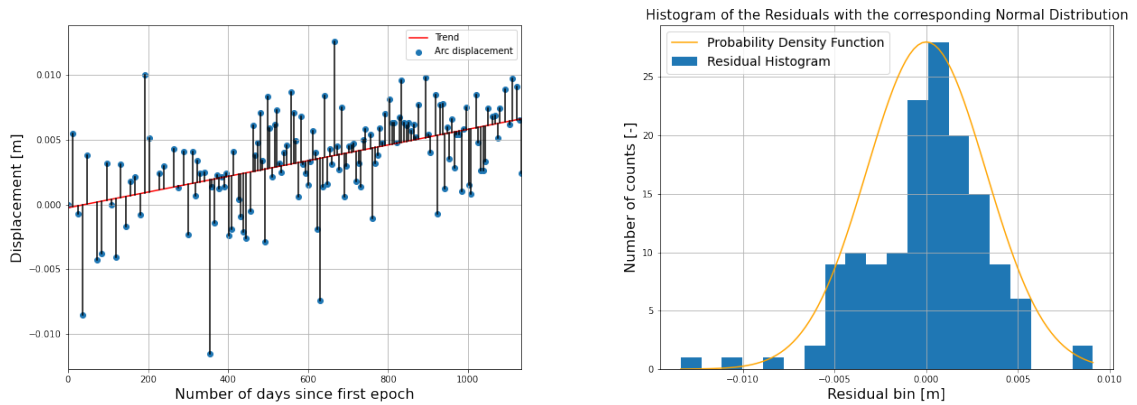 Trend
Arc displacement
0.010
0.005
0.000
−0.005
−0.010
Displacement [m]
0
200
400
600
800
1000
Number of days since first epoch
Histogram of the Residuals with the corresponding Normal Distribution
Probability Density Function
Residual Histogram
25
20
15
10
5
0
Number of counts [-]
−0.010
−0.005
0.000
0.005
0.010
Residual bin [m]